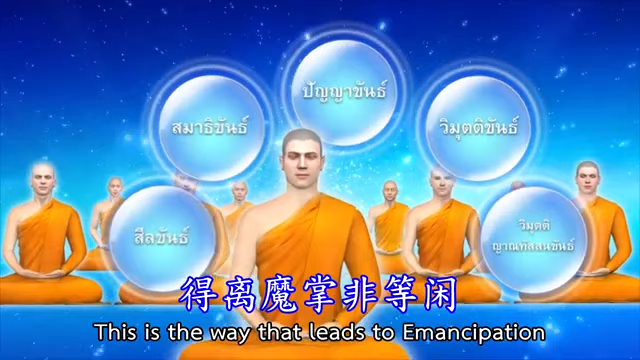 ปัญญาขันธ์
สมาธิขันธ์
วิมุตติขันธ์
สีลขันธ์
วิมุตติ
ญาณทัสสนขันธ์
得离魔掌非等闲
This is the way that leads to Emancipation